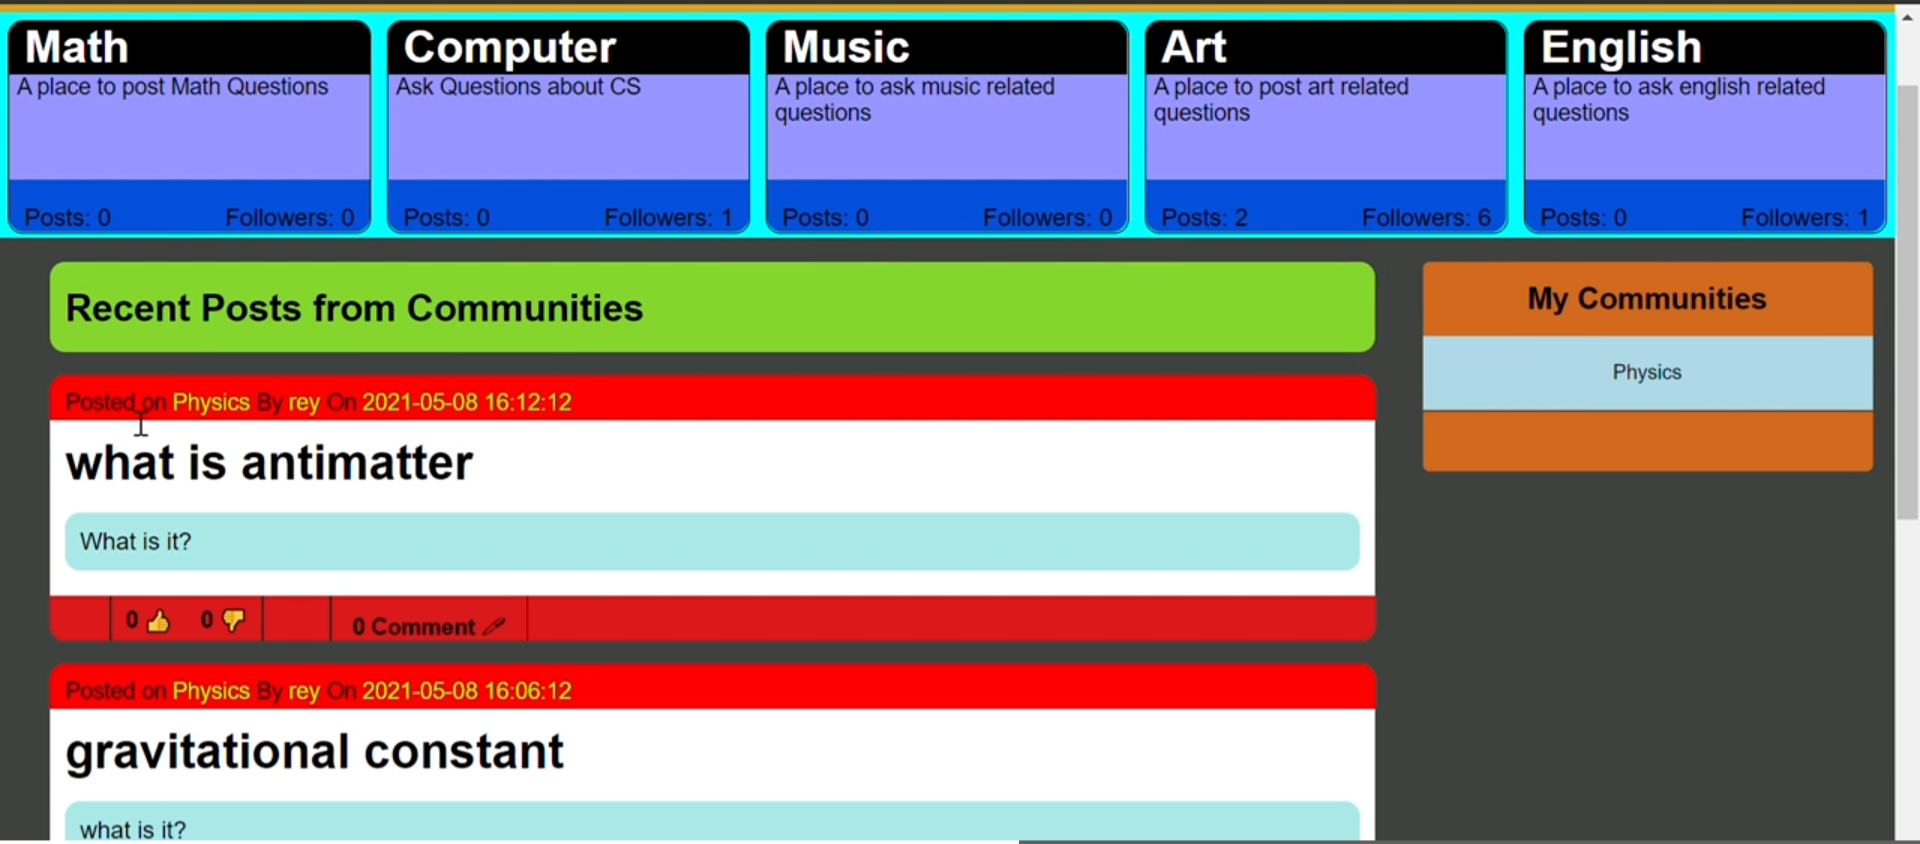 Math
A place to post Math Questions
Posts: 0 Followers: 0
Computer
Ask Questions about CS
Posts: 0 Followers: 1
Music
A place to ask music related
questions
Posts: 0 Followers: 0
Art
A place to post art related
questions
Posts: 2 Followers: 6
English
A place to ask english related
questions
Posts: 0 Followers: 1
Recent Posts from Communities
Posted on Physics By rey On 2021-05-08 16:12:12
what is antimatter
What is it?
0 👍 0 👎 0 Comment
Posted on Physics By rey On 2021-05-08 16:06:12
gravitational constant
what is it?
My Communities
Physics